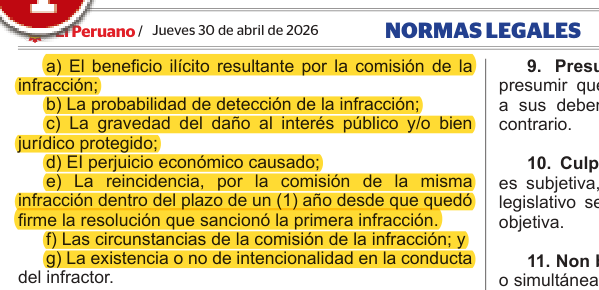 El Peruano / Jueves 30 de abril de 2026
NORMAS LEGALES
a) El beneficio ilícito resultante por la comisión de la
infracción;
b) La probabilidad de detección de la infracción;
c) La gravedad del daño al interés público y/o bien
jurídico protegido;
d) El perjuicio económico causado;
e) La reincidencia, por la comisión de la misma
infracción dentro del plazo de un (1) año desde que quedó
firme la resolución que sancionó la primera infracción.
f) Las circunstancias de la comisión de la infracción; y
g) La existencia o no de intencionalidad en la conducta
del infractor.
9. Presu
presumir que
a sus deber
contrario.
10. Culp
es subjetiva,
legislativo se
objetiva.
11. Non b
o simultánea